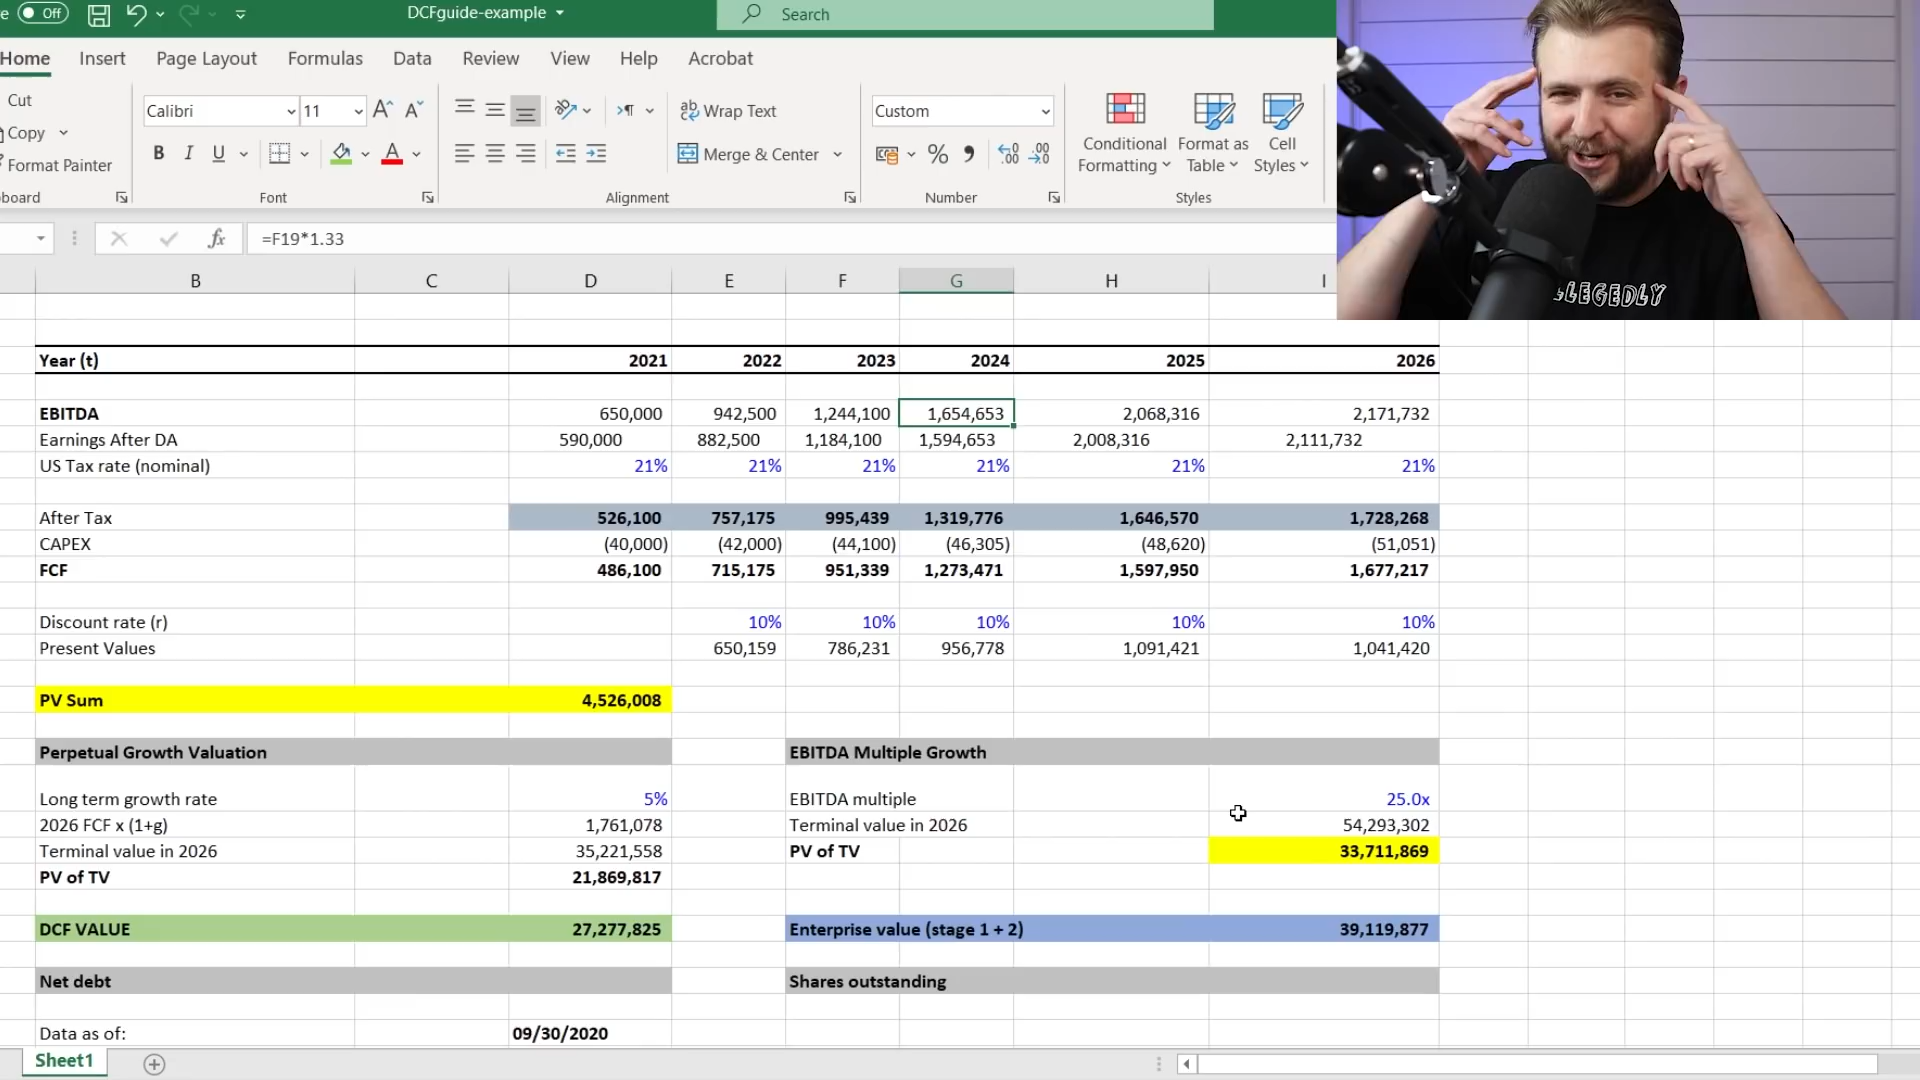 e Off DCFguide-example Search
Home Insert Page Layout Formulas Data Review View Help Acrobat
Cut
Copy
Format Painter
Calibri 11 A A
B I U A
Wrap Text
Merge & Center
Custom
% 9
Conditional Formatting
Format as Table
Cell Styles
board Font Alignment Number Styles
fx =F19*1.33
LEGEDLY
B C D E F G H I
Year (t) 2021 2022 2023 2024 2025 2026
EBITDA 650,000 942,500 1,244,100 1,654,653 2,068,316 2,171,732
Earnings After DA 590,000 882,500 1,184,100 1,594,653 2,008,316 2,111,732
US Tax rate (nominal) 21% 21% 21% 21% 21% 21%
After Tax 526,100 757,175 995,439 1,319,776 1,646,570 1,728,268
CAPEX (40,000) (42,000) (44,100) (46,305) (48,620) (51,051)
FCF 486,100 715,175 951,339 1,273,471 1,597,950 1,677,217
Discount rate (r) 10% 10% 10% 10% 10%
Present Values 650,159 786,231 956,778 1,091,421 1,041,420
PV Sum 4,526,008
Perpetual Growth Valuation EBITDA Multiple Growth
Long term growth rate 5% EBITDA multiple 25.0x
2026 FCF x (1+g) 1,761,078 Terminal value in 2026 54,293,302
Terminal value in 2026 35,221,558 PV of TV 33,711,869
PV of TV 21,869,817
DCF VALUE 27,277,825 Enterprise value (stage 1 + 2) 39,119,877
Net debt Shares outstanding
Data as of: 09/30/2020
Sheet1